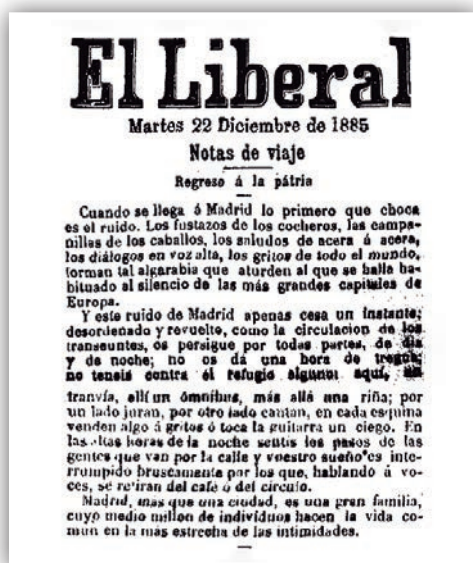 El Liberal
Martes 22 Diciembre de 1885
Notas de viaje
Regreso á la pátria
Cuando se llega á Madrid lo primero que choca
es el ruido. Los fustazos de los cocheros, las campa-
nillas de los caballos, los saludos de acera á acera,
los diálogos en voz alta, los gritos de todo el mundo,
forman tal algarabía que aturden al que se halla ha-
bituado al silencio de las más grandes capitales de
Europa.
Y este ruido de Madrid apenas cesa un instante;
desordenado y revuelto, como la circulacion de los
transeuntes, os persigue por todas partes, de dia
y de noche; no os dá una hora de tregua,
no teneis contra él refugio alguno: aquí, un
tranvía, allí un ómnibus, más allá una riña; por
un lado juran, por otro lado cantan, en cada esquina
venden algo á gritos ó toca la guitarra un ciego. En
las altas horas de la noche sentís los pasos de las
gentes que van por la calle y vuestro sueño es inte-
rrumpido bruscamente por los que, hablando á vo-
ces, se retiran del café ó del círculo.
Madrid, más que una ciudad, es una gran familia,
cuyo medio millon de individuos hacen la vida co-
mun en la más estrecha de las intimidades.